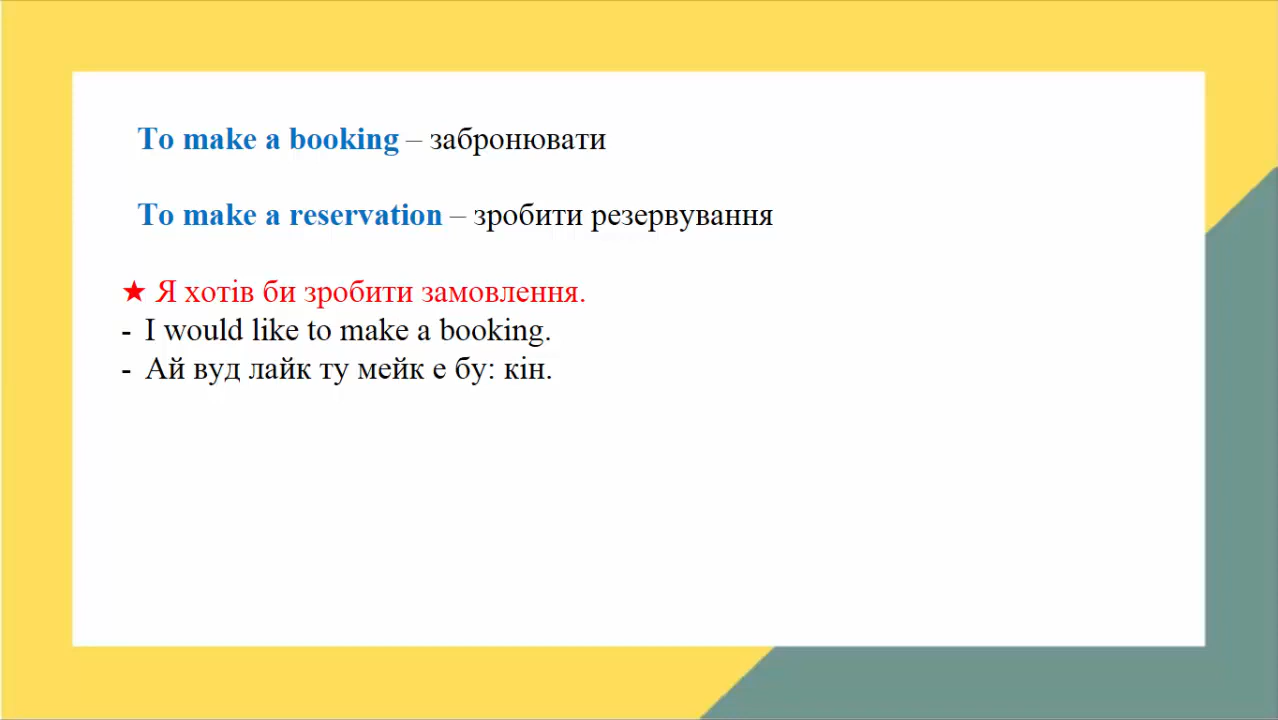 To make a booking – забронювати
To make a reservation – зробити резервування
★ Я хотів би зробити замовлення.
- I would like to make a booking.
- Ай вуд лайк ту мейк е бу: кін.